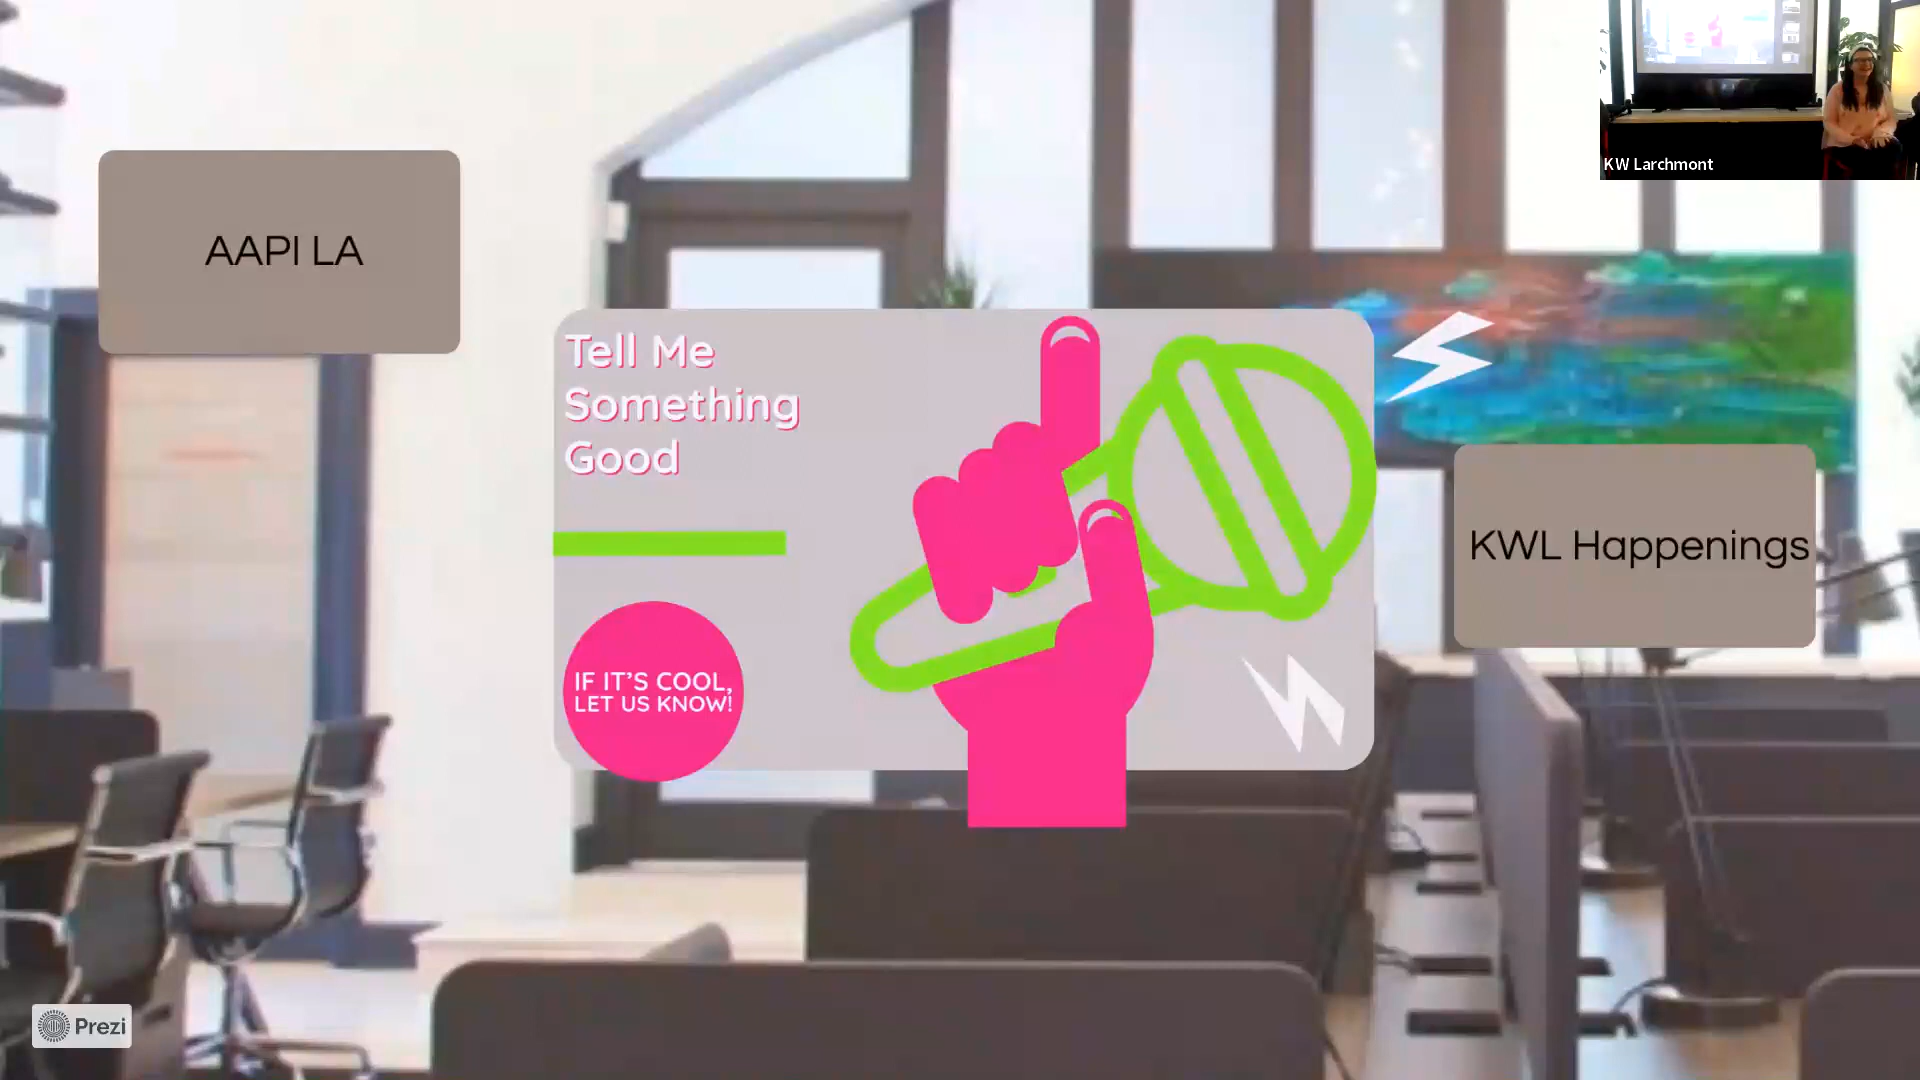 KW Larchmont
AAPI LA
Tell Me
Something
Good
KWL Happenings
IF IT'S COOL,
LET US KNOW!
Prezi